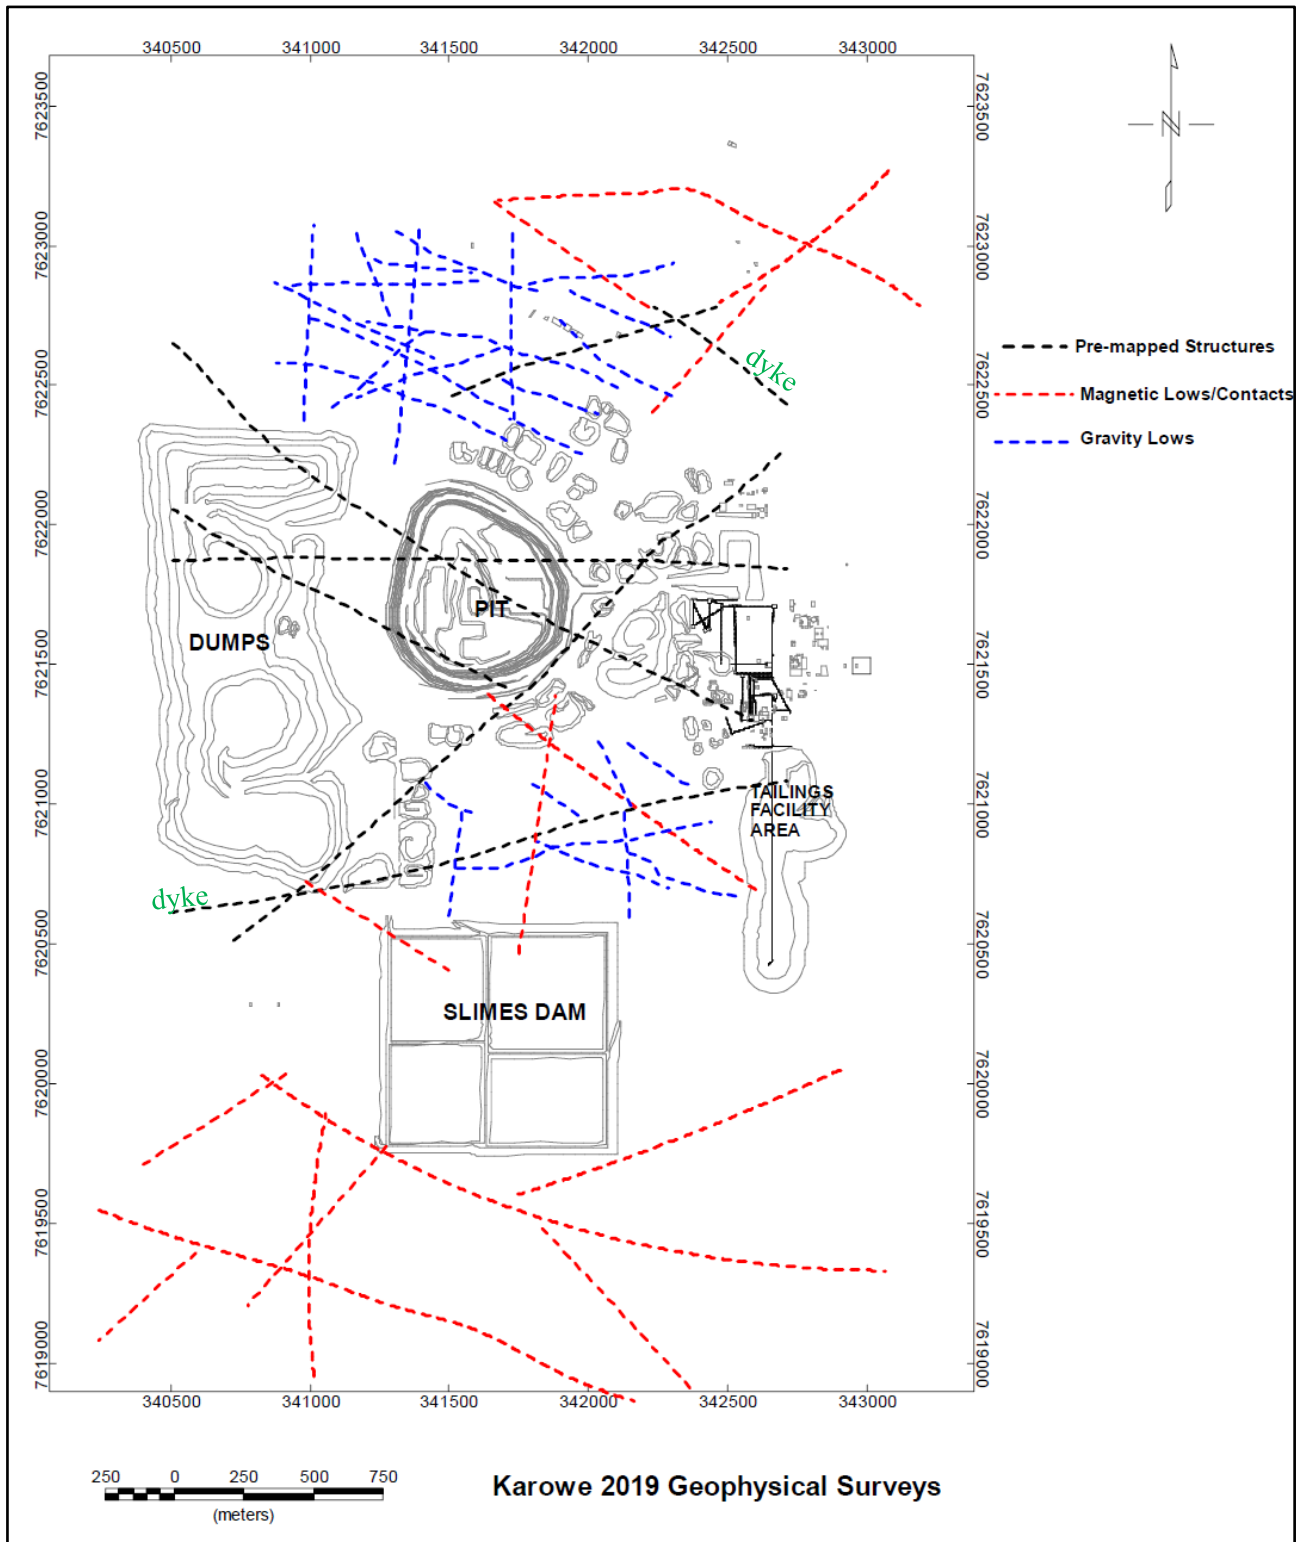 340500 341000 341500 342000 342500 343000
7623500
7623000
7622500
7622000
7621500
7621000
7620500
7620000
7619500
7619000
7623500
7623000
7622500
7622000
7621500
7621000
7620500
7620000
7619500
7619000
N
Pre-mapped Structures
Magnetic Lows/Contacts
Gravity Lows
dyke
PIT
DUMPS
TAILINGS
FACILITY
AREA
dyke
SLIMES DAM
340500 341000 341500 342000 342500 343000
250 0 250 500 750
(meters)
Karowe 2019 Geophysical Surveys